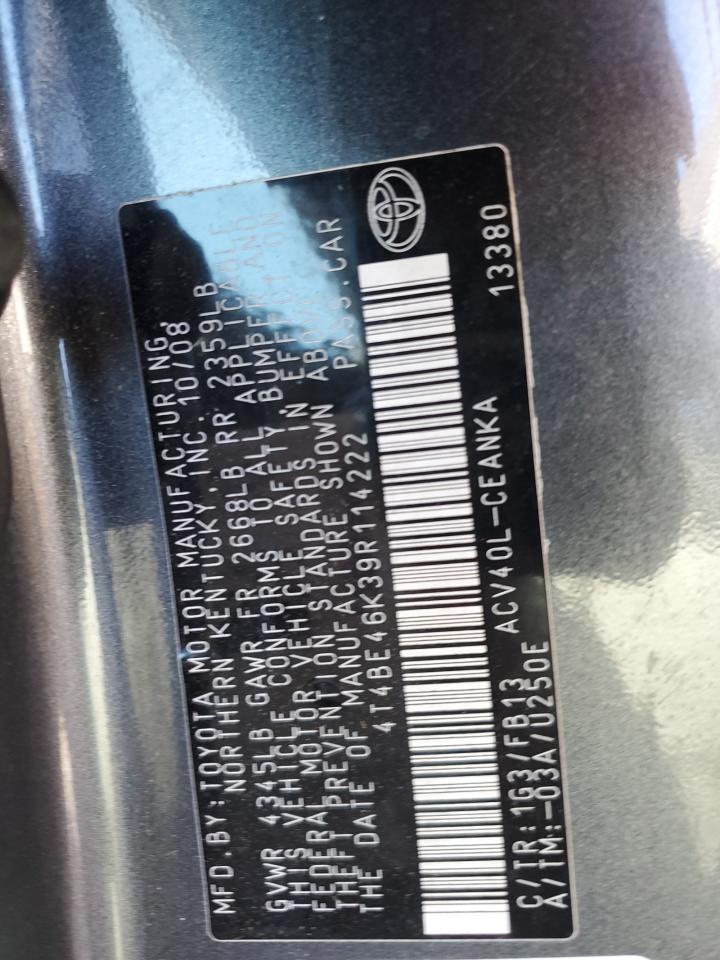 MFD.BY:TOYOTA MOTOR MANUFACTURING,
NORTHERN KENTUCKY,INC. 10/08
GVWR 4345LB GAWR FR 2668LB RR 2359LB
THIS VEHICLE CONFORMS TO ALL APPLICABLE
FEDERAL MOTOR VEHICLE SAFETY,BUMPER AND
THEFT PREVENTION STANDARDS IN EFFECT ON
THE DATE OF MANUFACTURE SHOWN ABOVE.
4T4BE46K39R114222 PASS.CAR
C/TR:1G3/FB13 ACV40L-CEANKA 13380
A/TM:-03A/U250E